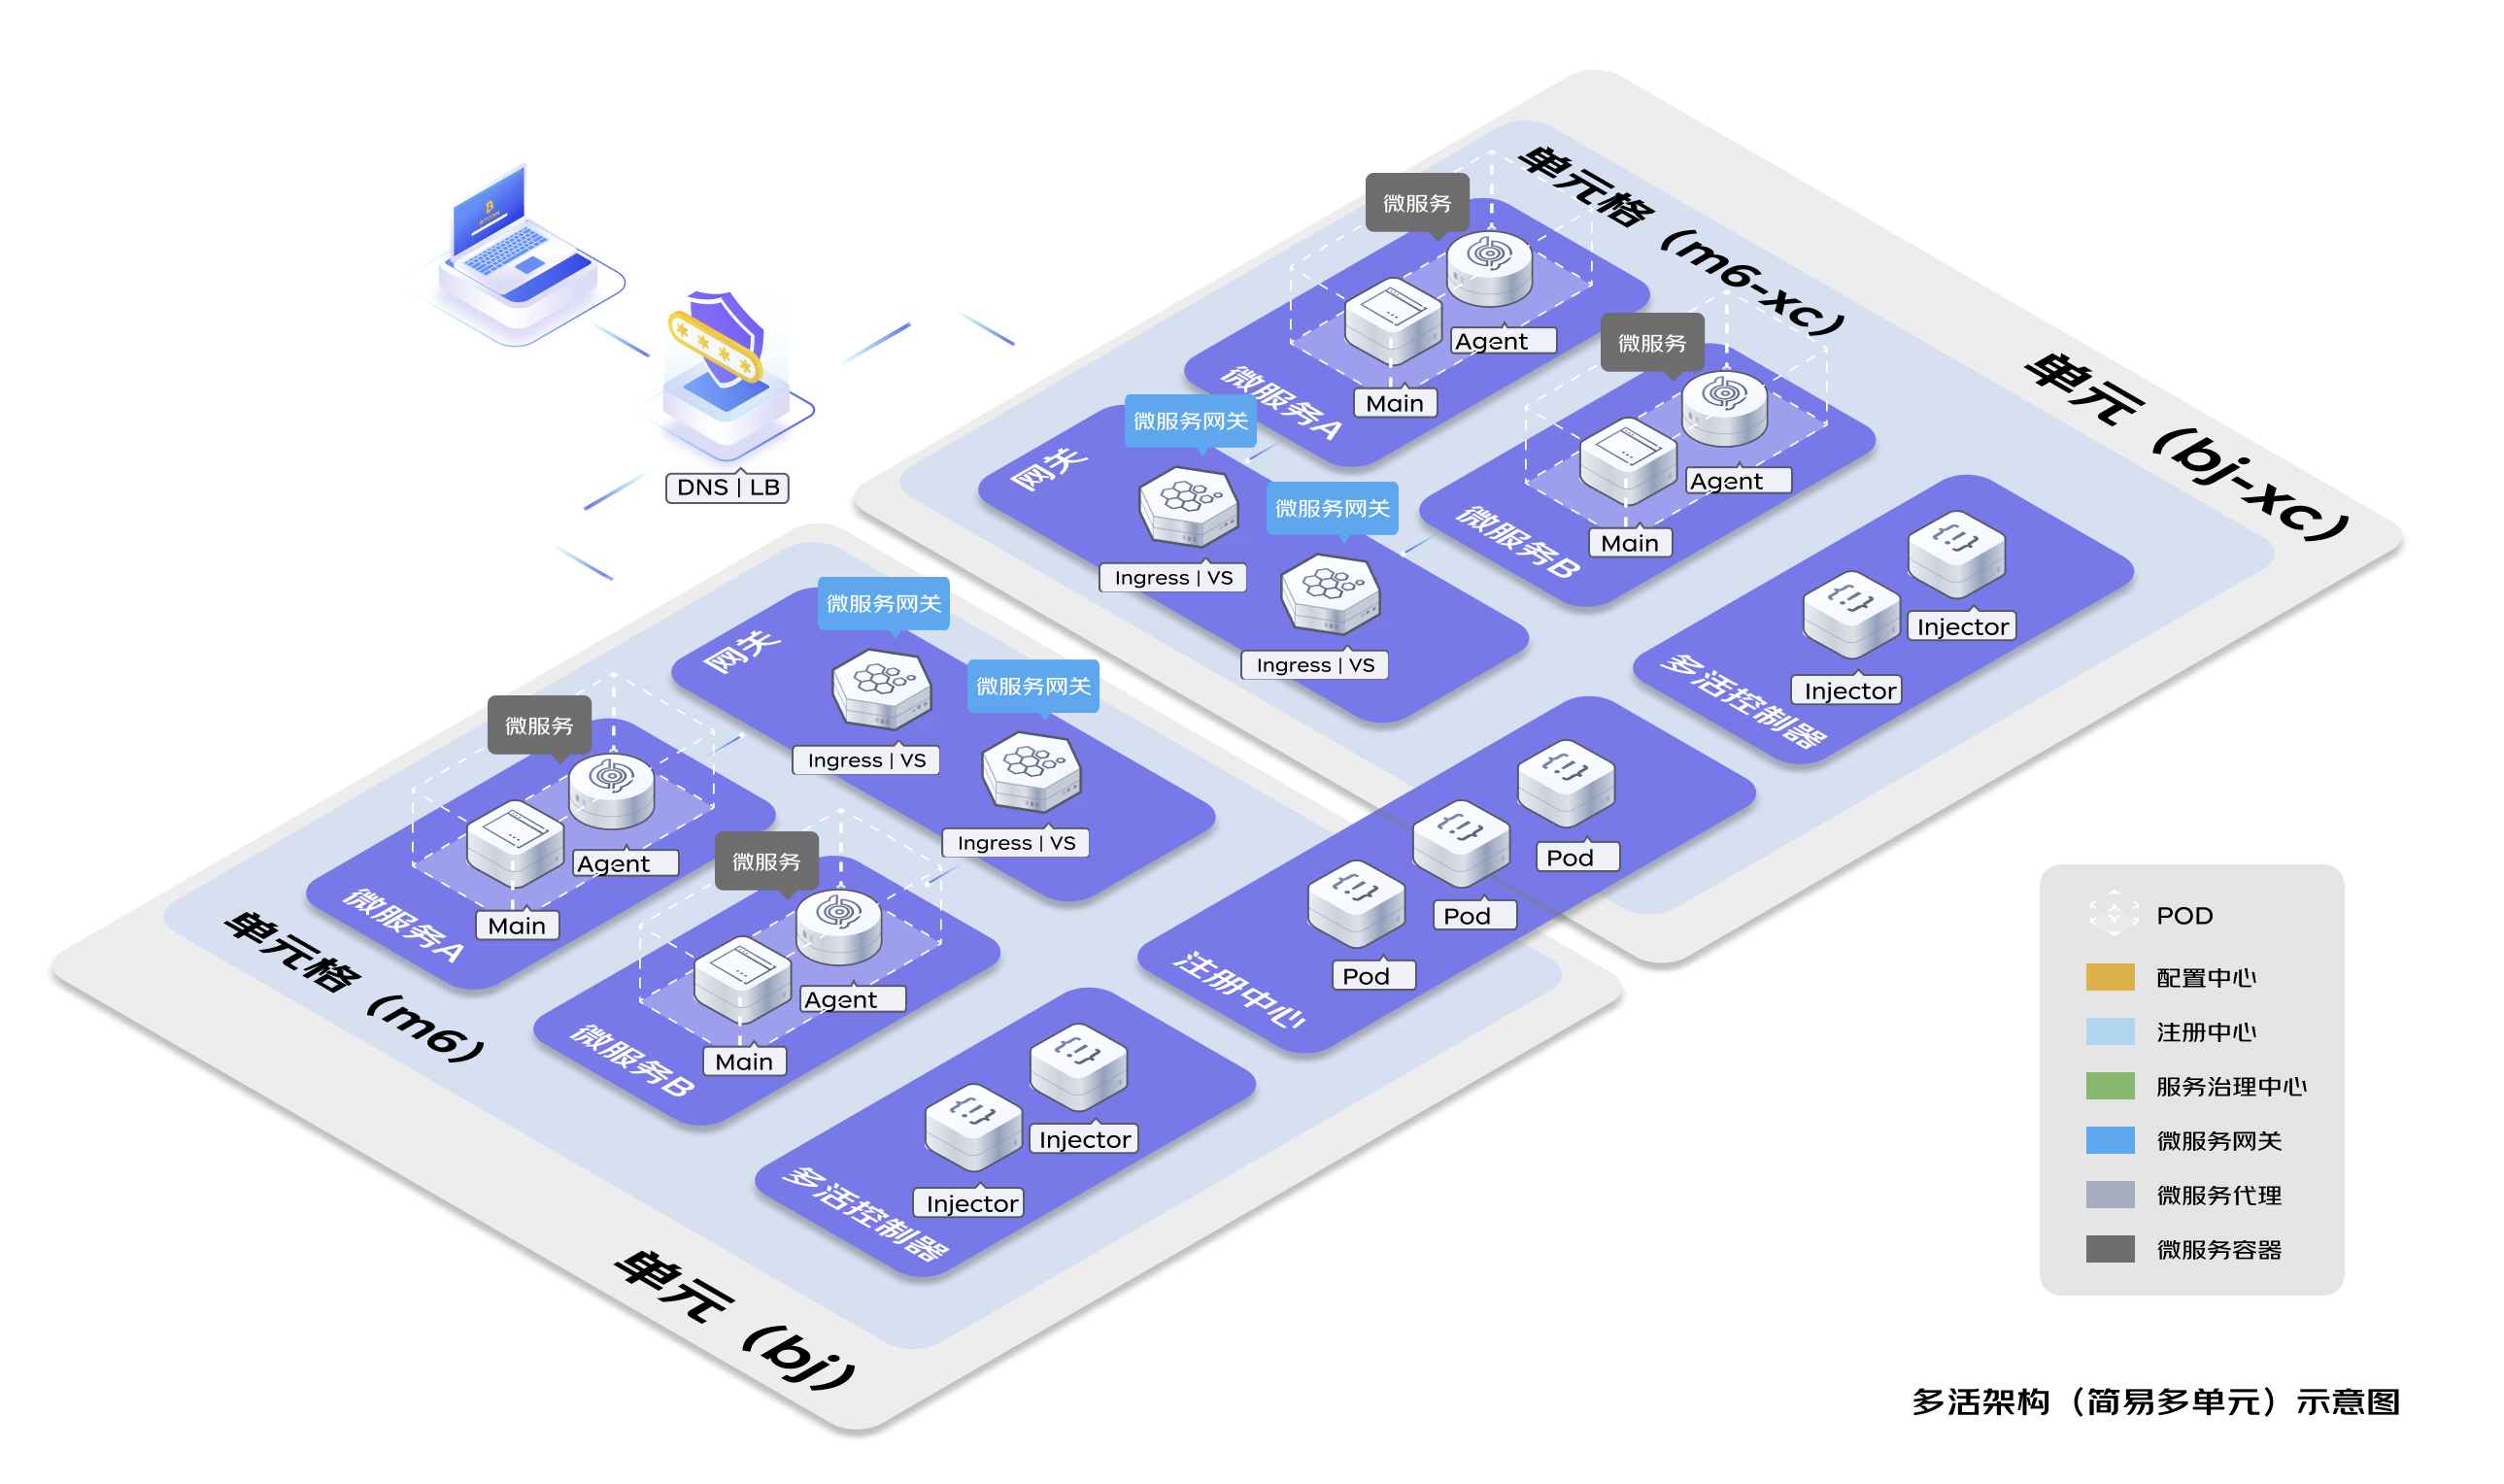 BITCOIN
****
DNS | LB
单元（bj-xc）
单元格（m6-xc）
微服务
Agent
Main
微服务A
微服务
Agent
Main
微服务B
网关
微服务网关
Ingress | VS
微服务网关
Ingress | VS
{!}
Injector
{!}
Injector
多活控制器
{!}
Pod
{!}
Pod
{!}
Pod
注册中心
网关
微服务网关
Ingress | VS
微服务网关
Ingress | VS
微服务
Agent
Main
微服务A
微服务
Agent
Main
微服务B
{!}
Injector
{!}
Injector
多活控制器
单元格（m6）
单元（bj）
POD
配置中心
注册中心
服务治理中心
微服务网关
微服务代理
微服务容器
多活架构（简易多单元）示意图